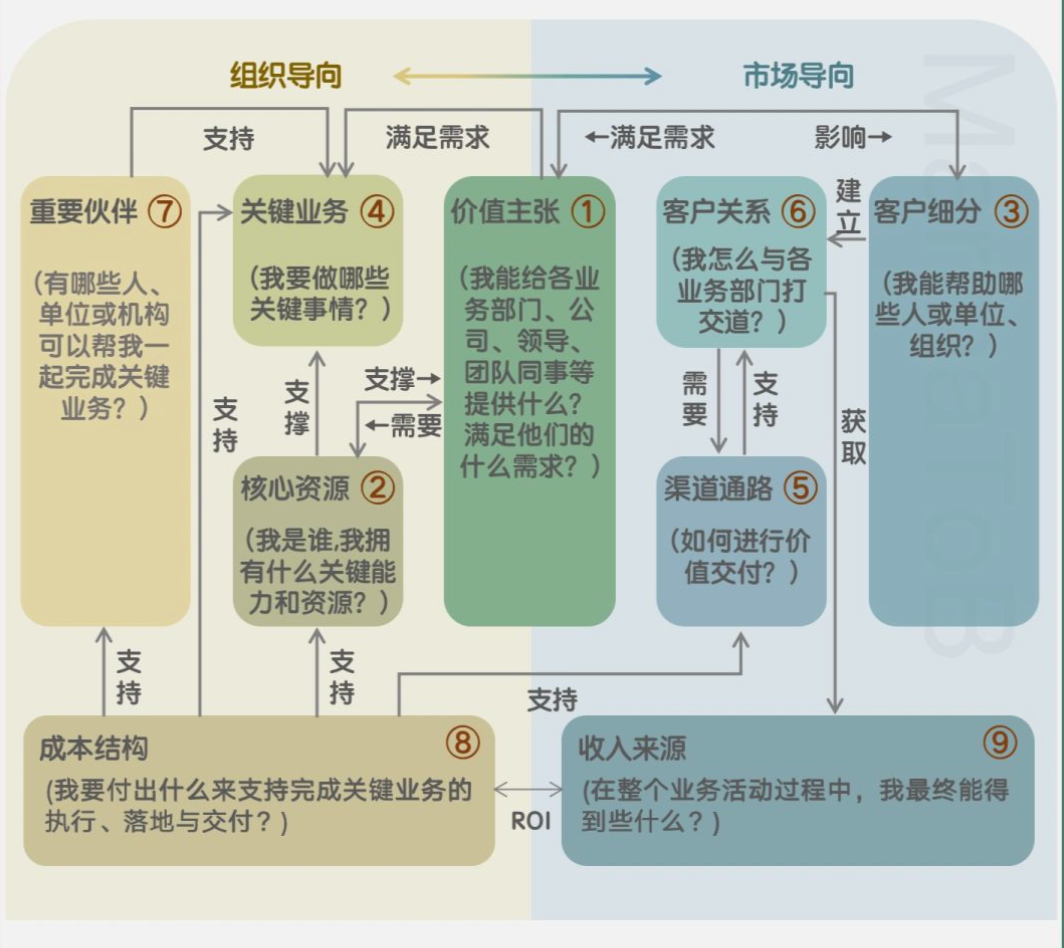 组织导向
市场导向
支持
满足需求
←满足需求
影响→
重要伙伴 ⑦
(有哪些人、
单位或机构
可以帮我一
起完成关键
业务？)
关键业务 ④
(我要做哪些
关键事情？)
价值主张 ①
(我能给各业
务部门、公
司、领导、
团队同事等
提供什么？
满足他们的
什么需求？)
客户关系 ⑥
(我怎么与各
业务部门打
交道？)
建立
客户细分 ③
(我能帮助哪
些人或单位、
组织？)
支持
支撑
支撑→
←需要
需要
支持
获取
核心资源 ②
(我是谁,我拥
有什么关键能
力和资源？)
渠道通路 ⑤
(如何进行价
值交付？)
支持
支持
支持
成本结构 ⑧
(我要付出什么来支持完成关键业务的
执行、落地与交付？)
ROI
收入来源 ⑨
(在整个业务活动过程中，我最终能得
到些什么？)